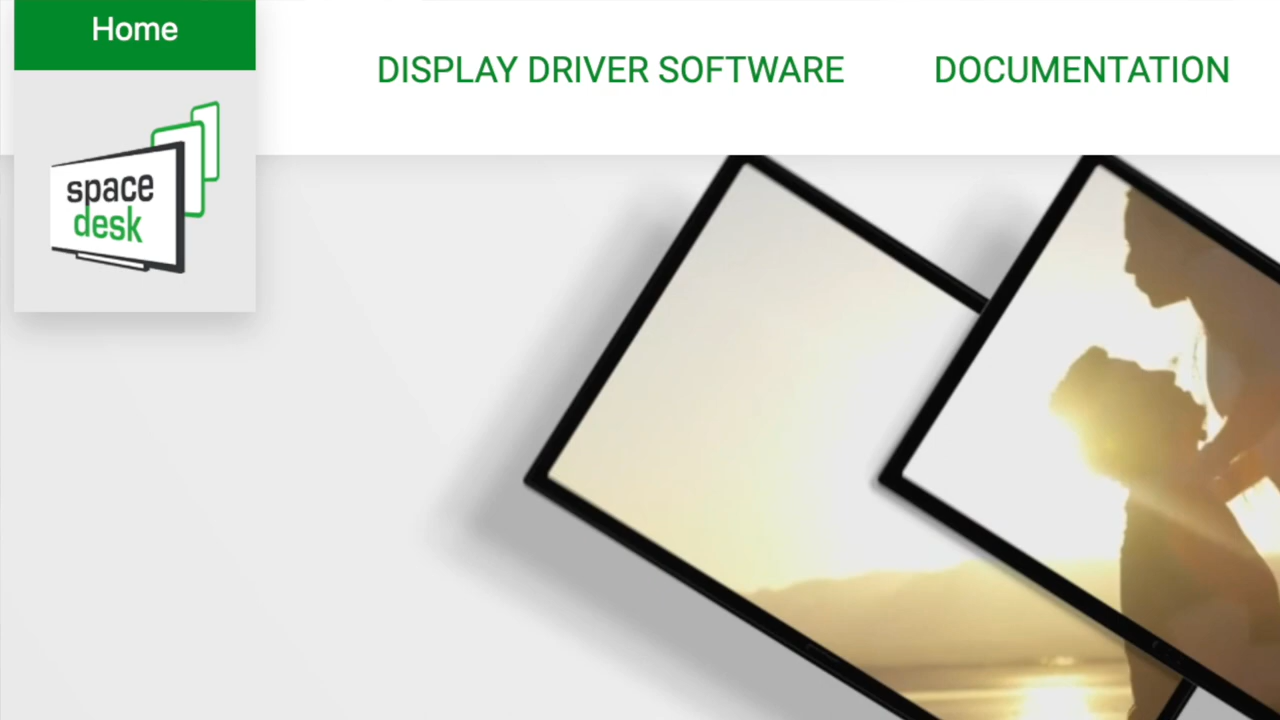 Home
DISPLAY DRIVER SOFTWARE
DOCUMENTATION
space
desk